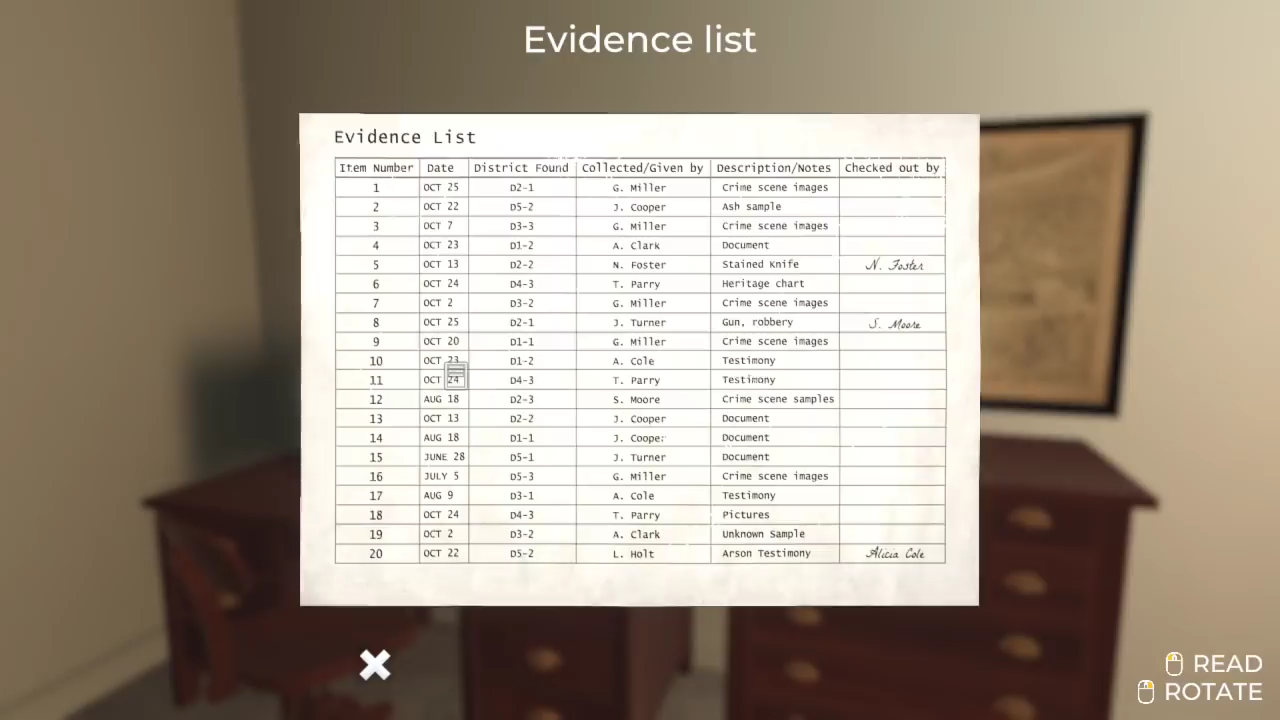 Evidence list
Evidence List
Item Number Date District Found Collected/Given by Description/Notes Checked out by
1 OCT 25 D2-1 G. Miller Crime scene images
2 OCT 22 D5-2 J. Cooper Ash sample
3 OCT 7 D3-3 G. Miller Crime scene images
4 OCT 23 D1-2 A. Clark Document
5 OCT 13 D2-2 N. Foster Stained Knife N. Foster
6 OCT 24 D4-3 T. Parry Heritage chart
7 OCT 2 D3-2 G. Miller Crime scene images
8 OCT 25 D2-1 J. Turner Gun, robbery S. Moore
9 OCT 20 D1-1 G. Miller Crime scene images
10 OCT 23 D1-2 A. Cole Testimony
11 OCT 24 D4-3 T. Parry Testimony
12 AUG 18 D2-3 S. Moore Crime scene samples
13 OCT 13 D2-2 J. Cooper Document
14 AUG 18 D1-1 J. Cooper Document
15 JUNE 28 D5-1 J. Turner Document
16 JULY 5 D5-3 G. Miller Crime scene images
17 AUG 9 D3-1 A. Cole Testimony
18 OCT 24 D4-3 T. Parry Pictures
19 OCT 2 D3-2 A. Clark Unknown Sample
20 OCT 22 D5-2 L. Holt Arson Testimony Alicia Cole
READ
ROTATE